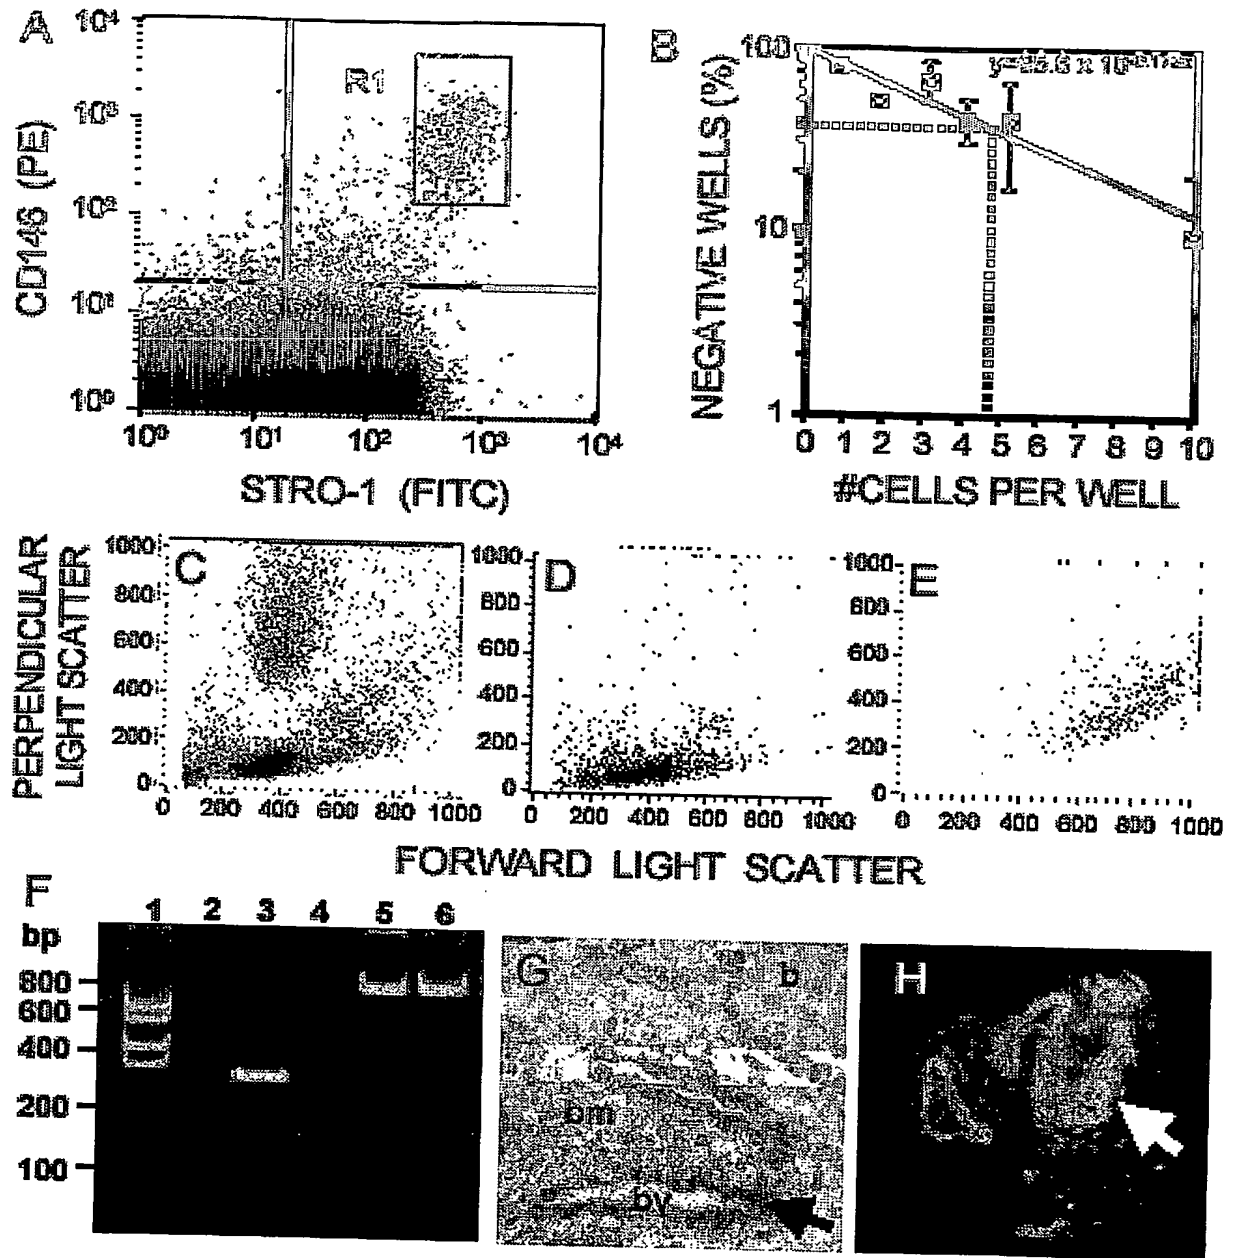 A
10⁴
10³
10²
10¹
10⁰
R1
CD146 (PE)
10⁰ 10¹ 10² 10³ 10⁴
STRO-1 (FITC)
B
100
10
1
NEGATIVE WELLS (%)
0 1 2 3 4 5 6 7 8 9 10
#CELLS PER WELL
PERPENDICULAR
LIGHT SCATTER
C
1000
800
600
400
200
0
0 200 400 600 800 1000
D
1000
800
600
400
200
0
0 200 400 600 800 1000
E
1000
800
600
400
200
0
0 200 400 600 800 1000
FORWARD LIGHT SCATTER
F
bp
1 2 3 4 5 6
800
600
400
200
100
G
b
bm
bv
H